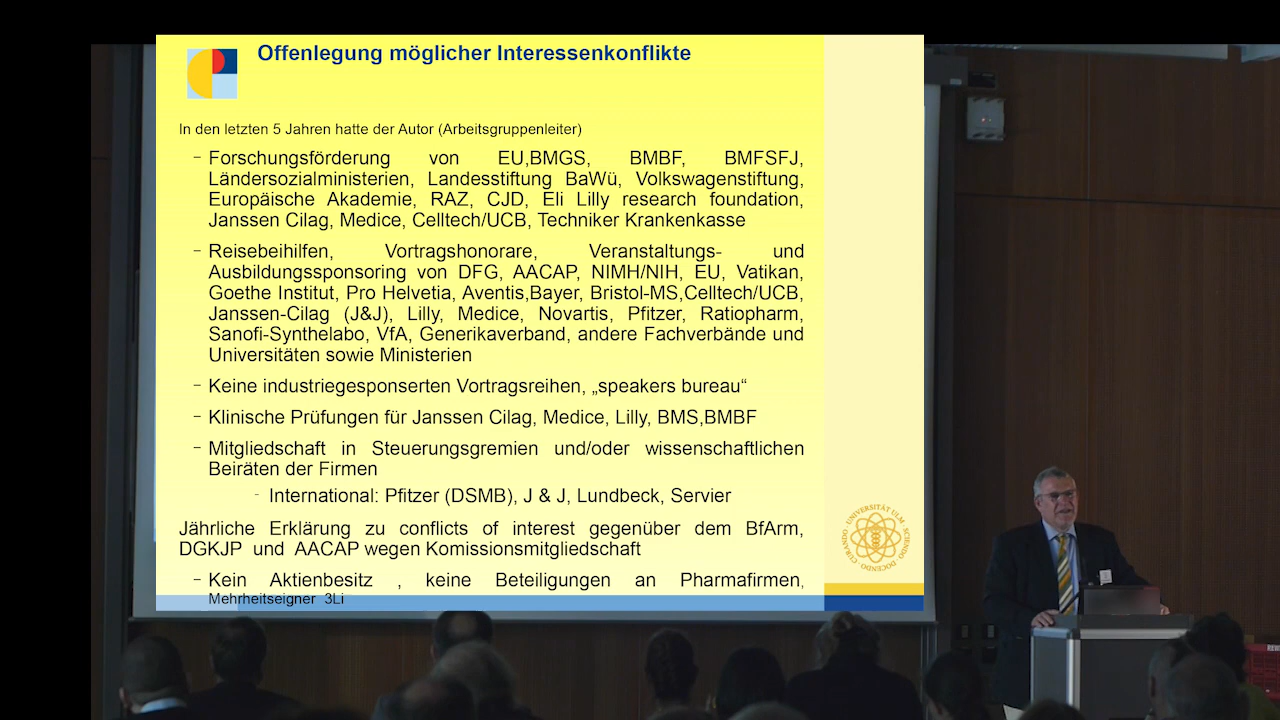 Offenlegung möglicher Interessenkonflikte
In den letzten 5 Jahren hatte der Autor (Arbeitsgruppenleiter)
− Forschungsförderung von EU,BMGS, BMBF, BMFSFJ,
Ländersozialministerien, Landesstiftung BaWü, Volkswagenstiftung,
Europäische Akademie, RAZ, CJD, Eli Lilly research foundation,
Janssen Cilag, Medice, Celltech/UCB, Techniker Krankenkasse
− Reisebeihilfen, Vortragshonorare, Veranstaltungs- und
Ausbildungssponsoring von DFG, AACAP, NIMH/NIH, EU, Vatikan,
Goethe Institut, Pro Helvetia, Aventis,Bayer, Bristol-MS,Celltech/UCB,
Janssen-Cilag (J&J), Lilly, Medice, Novartis, Pfitzer, Ratiopharm,
Sanofi-Synthelabo, VfA, Generikaverband, andere Fachverbände und
Universitäten sowie Ministerien
− Keine industriegesponserten Vortragsreihen, „speakers bureau“
− Klinische Prüfungen für Janssen Cilag, Medice, Lilly, BMS,BMBF
− Mitgliedschaft in Steuerungsgremien und/oder wissenschaftlichen
Beiräten der Firmen
- International: Pfitzer (DSMB), J & J, Lundbeck, Servier
Jährliche Erklärung zu conflicts of interest gegenüber dem BfArm,
DGKJP und AACAP wegen Komissionsmitgliedschaft
− Kein Aktienbesitz , keine Beteiligungen an Pharmafirmen,
Mehrheitseigner 3Li
UNIVERSITÄT ULM · SCIENDO · DOCENDO · CURANDO ·